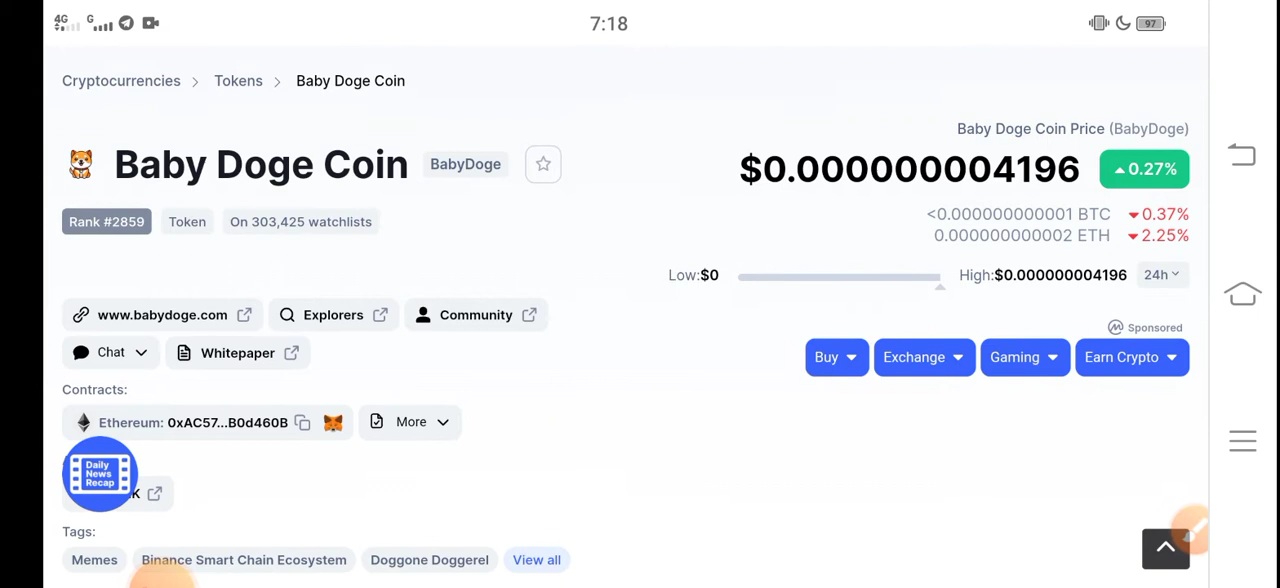 4G G 7:18 97
Cryptocurrencies > Tokens > Baby Doge Coin
Baby Doge Coin Price (BabyDoge)
Baby Doge Coin BabyDoge
$0.000000004196 0.27%
Rank #2859 Token On 303,425 watchlists
<0.000000000001 BTC 0.37%
0.000000000002 ETH 2.25%
Low:$0 High:$0.000000004196 24h
www.babydoge.com Explorers Community
Sponsored
Chat Whitepaper
Buy Exchange Gaming Earn Crypto
Contracts:
Ethereum: 0xAC57...B0d460B More
Daily
News
Recap
Tags:
Memes Binance Smart Chain Ecosystem Doggone Doggerel View all